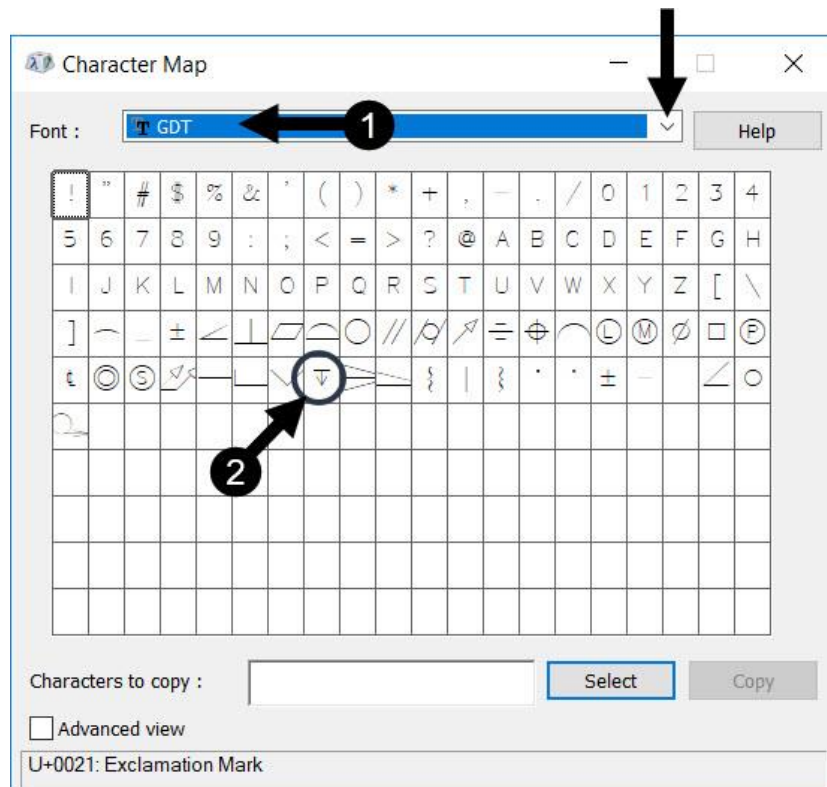 Character Map
Font :
GDT
1
Help
! " # $ % & ' ( ) * + , - . / 0 1 2 3 4
5 6 7 8 9 : ; < = > ? @ A B C D E F G H
I J K L M N O P Q R S T U V W X Y Z [ \
] ⌒ _ ± ∠ ⊥ ⏥ ⌓ ○ // ⌭ ↗ ⌯ ⌖ ⌒ Ⓛ Ⓜ ∅ □ Ⓟ
℄ ◎ Ⓢ ⌰ — ⌴ ⌵ ↧ ⌲ ⌳ { | } · · ± — ∠ ○
2
Characters to copy :
Select
Copy
Advanced view
U+0021: Exclamation Mark